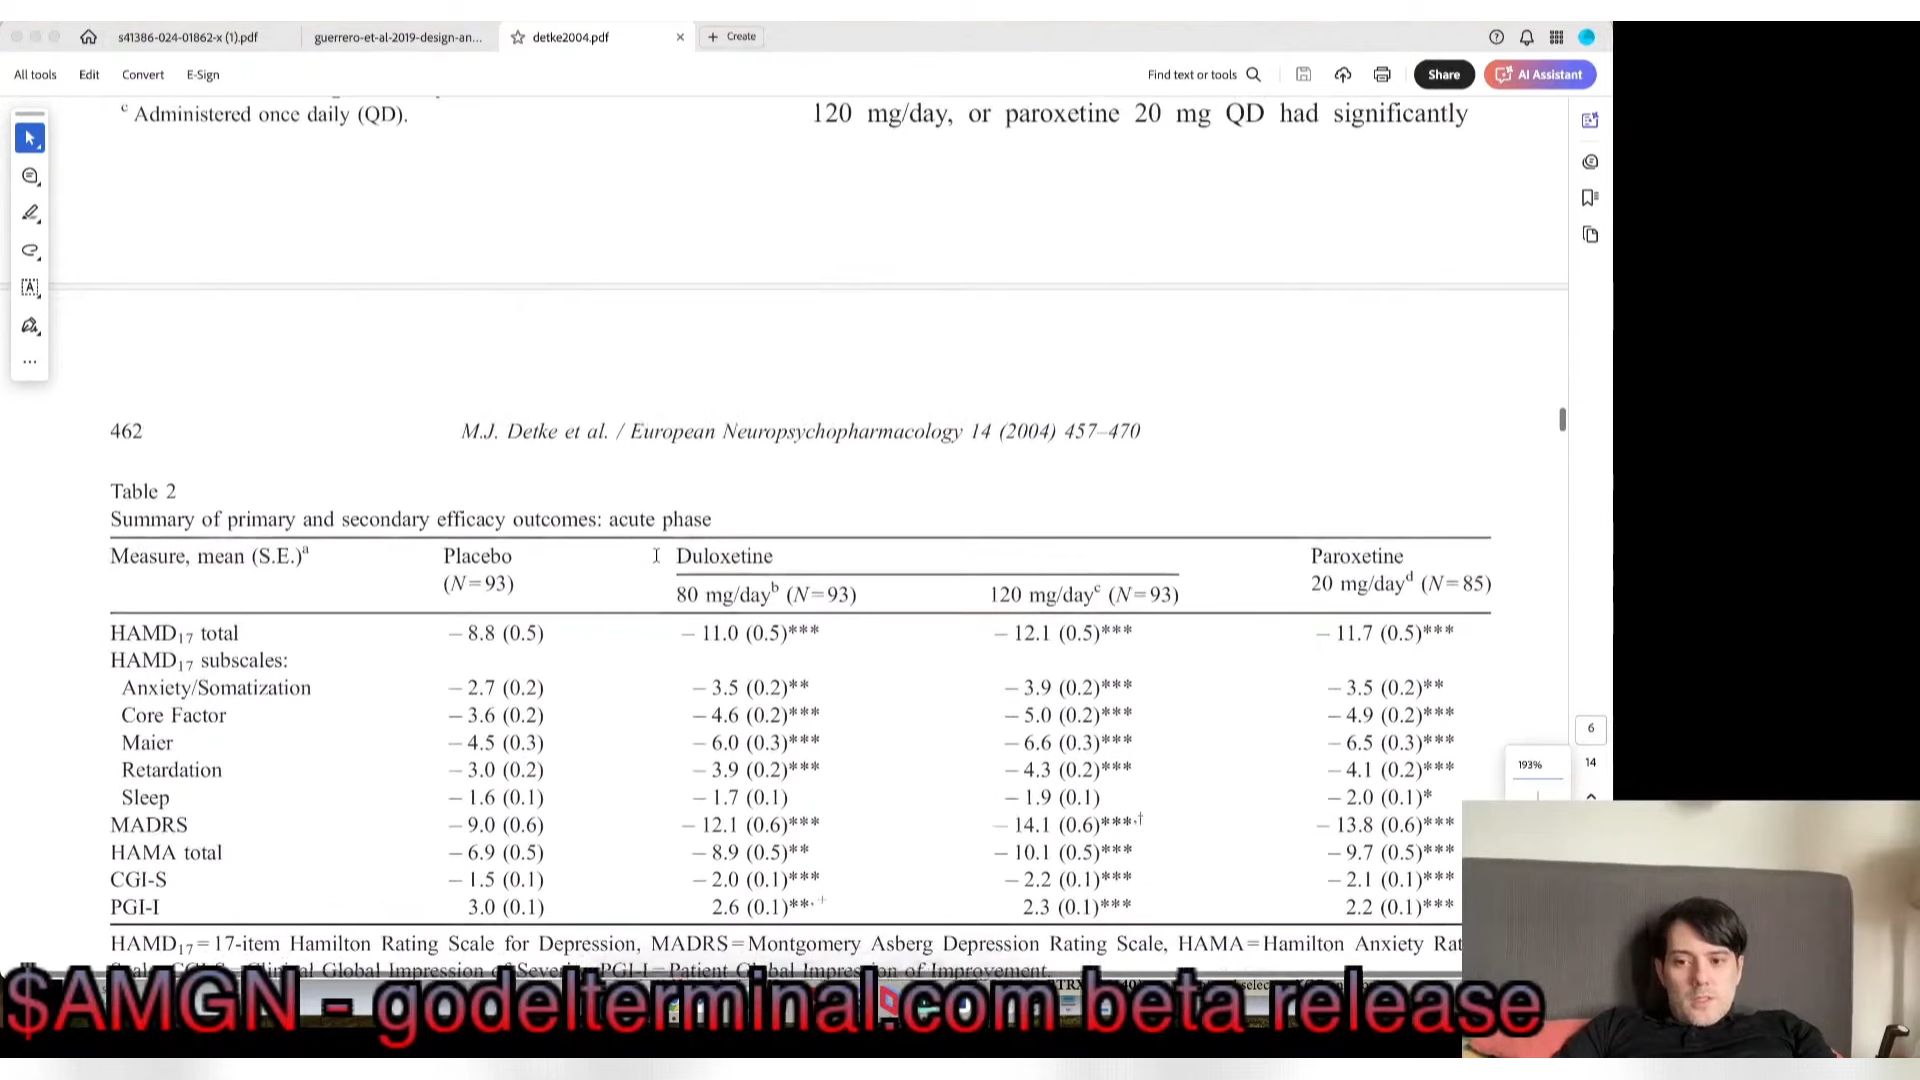 s41386-024-01862-x (1).pdf
guerrero-et-al-2019-design-an...
detke2004.pdf
Create
All tools
Edit
Convert
E-Sign
Find text or tools
Share
AI Assistant
c Administered once daily (QD).
120 mg/day, or paroxetine 20 mg QD had significantly
462
M.J. Detke et al. / European Neuropsychopharmacology 14 (2004) 457–470
Table 2
Summary of primary and secondary efficacy outcomes: acute phase
Measure, mean (S.E.)a Placebo Duloxetine Paroxetine
(N=93) 80 mg/dayb (N=93) 120 mg/dayc (N=93) 20 mg/dayd (N=85)
HAMD17 total − 8.8 (0.5) − 11.0 (0.5)*** − 12.1 (0.5)*** − 11.7 (0.5)***
HAMD17 subscales:
Anxiety/Somatization − 2.7 (0.2) − 3.5 (0.2)** − 3.9 (0.2)*** − 3.5 (0.2)**
Core Factor − 3.6 (0.2) − 4.6 (0.2)*** − 5.0 (0.2)*** − 4.9 (0.2)***
Maier − 4.5 (0.3) − 6.0 (0.3)*** − 6.6 (0.3)*** − 6.5 (0.3)***
Retardation − 3.0 (0.2) − 3.9 (0.2)*** − 4.3 (0.2)*** − 4.1 (0.2)***
Sleep − 1.6 (0.1) − 1.7 (0.1) − 1.9 (0.1) − 2.0 (0.1)*
MADRS − 9.0 (0.6) − 12.1 (0.6)*** − 14.1 (0.6)***,† − 13.8 (0.6)***
HAMA total − 6.9 (0.5) − 8.9 (0.5)** − 10.1 (0.5)*** − 9.7 (0.5)***
CGI-S − 1.5 (0.1) − 2.0 (0.1)*** − 2.2 (0.1)*** − 2.1 (0.1)***
PGI-I 3.0 (0.1) 2.6 (0.1)**,+ 2.3 (0.1)*** 2.2 (0.1)***
HAMD17 = 17-item Hamilton Rating Scale for Depression, MADRS = Montgomery Asberg Depression Rating Scale, HAMA = Hamilton Anxiety Rat
Global Impression of PGI-I = Patient Global Impression of Improvement.
6
14
193%
$AMGN - godelterminal.com beta release